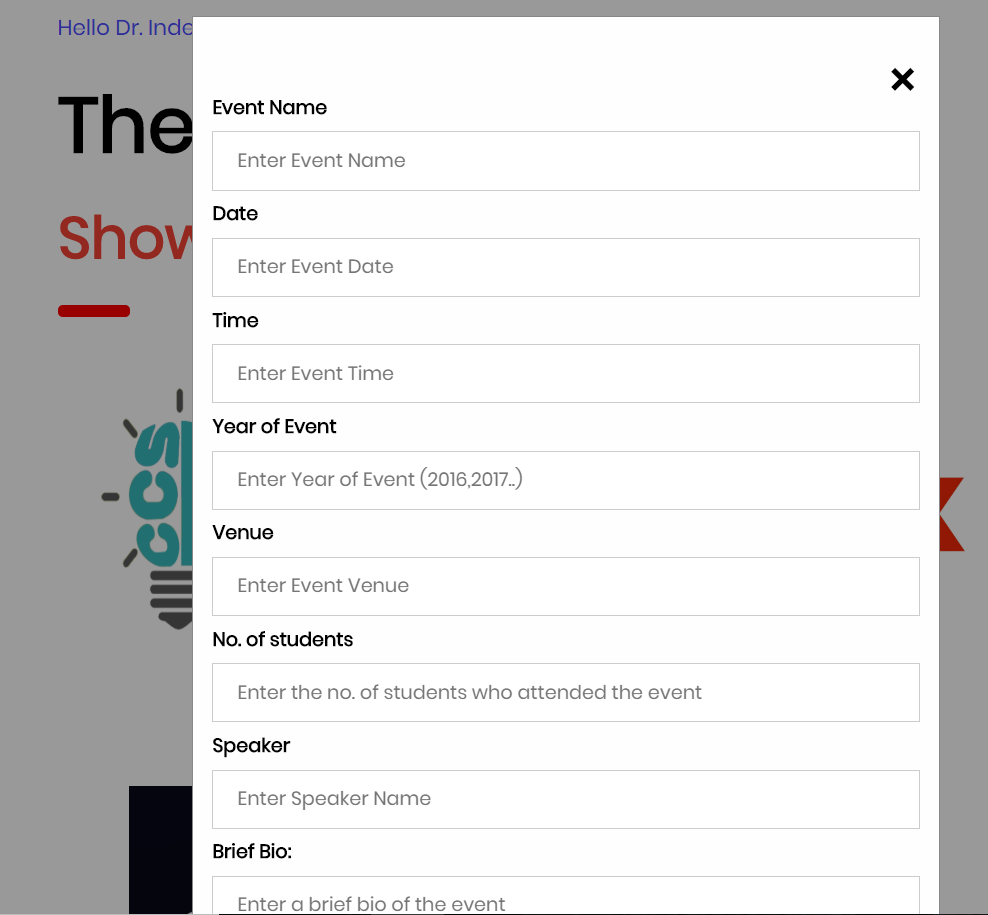 Hello Dr. Inde
The
Show
ccs
Event Name
Enter Event Name
Date
Enter Event Date
Time
Enter Event Time
Year of Event
Enter Year of Event (2016,2017..)
Venue
Enter Event Venue
No. of students
Enter the no. of students who attended the event
Speaker
Enter Speaker Name
Brief Bio:
Enter a brief bio of the event